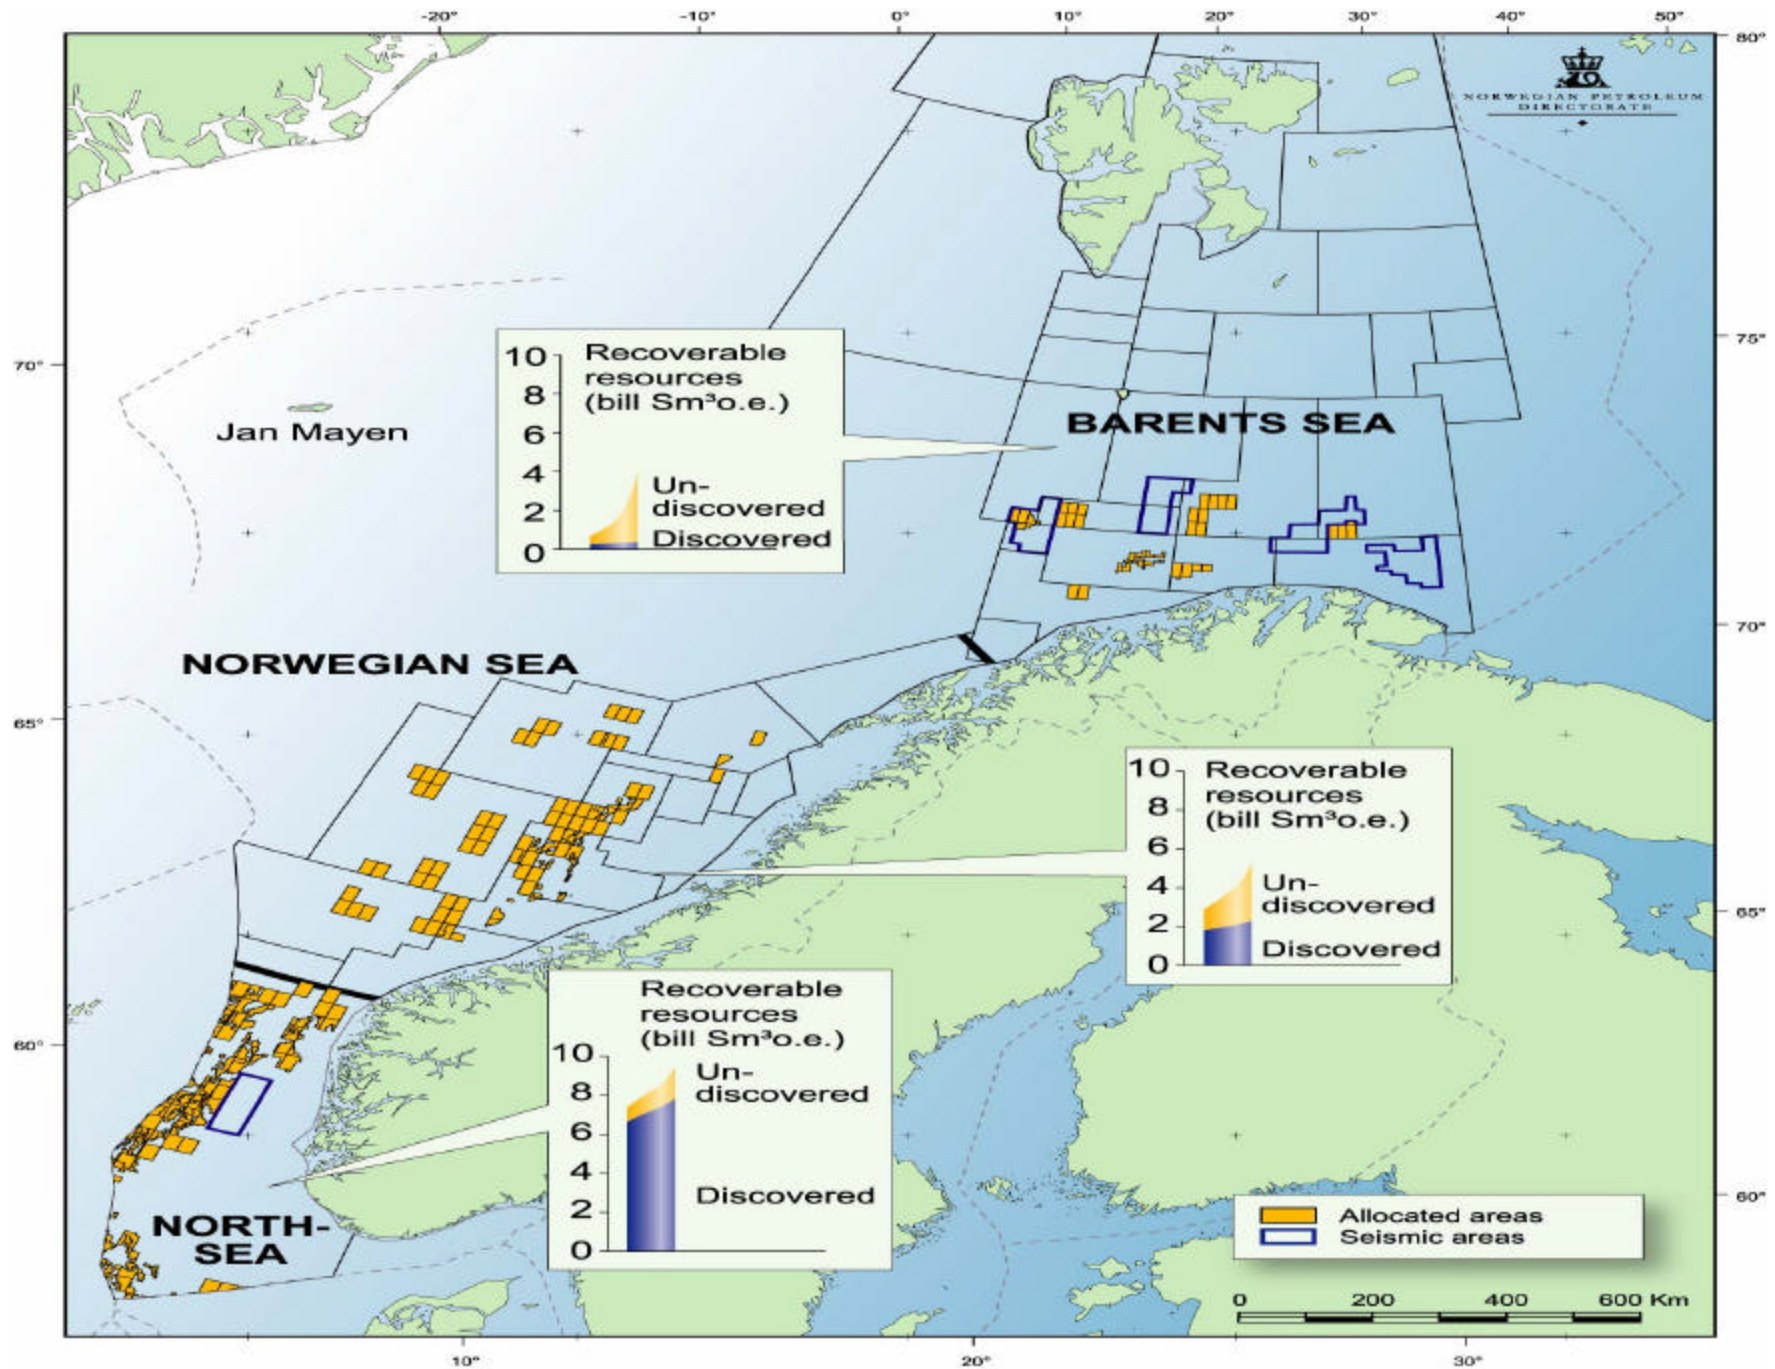 -20°
-10°
0°
10°
20°
30°
40°
50°
80°
NORWEGIAN PETROLEUM
DIRECTORATE
75°
70°
10
8
6
4
2
0
Recoverable
resources
(bill Sm³o.e.)
Un-
discovered
Discovered
Jan Mayen
BARENTS SEA
70°
NORWEGIAN SEA
65°
10
8
6
4
2
0
Recoverable
resources
(bill Sm³o.e.)
Un-
discovered
Discovered
65°
60°
10
8
6
4
2
0
Recoverable
resources
(bill Sm³o.e.)
Un-
discovered
Discovered
60°
NORTH-
SEA
Allocated areas
Seismic areas
0 200 400 600 Km
10°
20°
30°